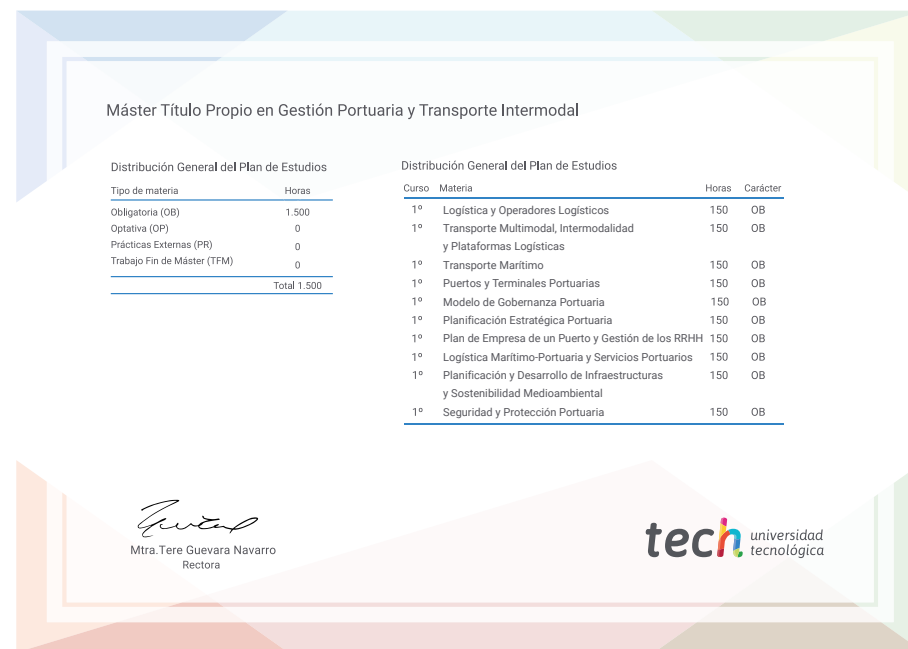 Máster Título Propio en Gestión Portuaria y Transporte Intermodal
Distribución General del Plan de Estudios
Tipo de materia Horas
Obligatoria (OB) 1.500
Optativa (OP) 0
Prácticas Externas (PR) 0
Trabajo Fin de Máster (TFM) 0
Total 1.500
Distribución General del Plan de Estudios
Curso Materia Horas Carácter
1º Logística y Operadores Logísticos 150 OB
1º Transporte Multimodal, Intermodalidad 150 OB
y Plataformas Logísticas
1º Transporte Marítimo 150 OB
1º Puertos y Terminales Portuarias 150 OB
1º Modelo de Gobernanza Portuaria 150 OB
1º Planificación Estratégica Portuaria 150 OB
1º Plan de Empresa de un Puerto y Gestión de los RRHH 150 OB
1º Logística Marítimo-Portuaria y Servicios Portuarios 150 OB
1º Planificación y Desarrollo de Infraestructuras 150 OB
y Sostenibilidad Medioambiental
1º Seguridad y Protección Portuaria 150 OB
Mtra.Tere Guevara Navarro
Rectora
tech universidad
tecnológica